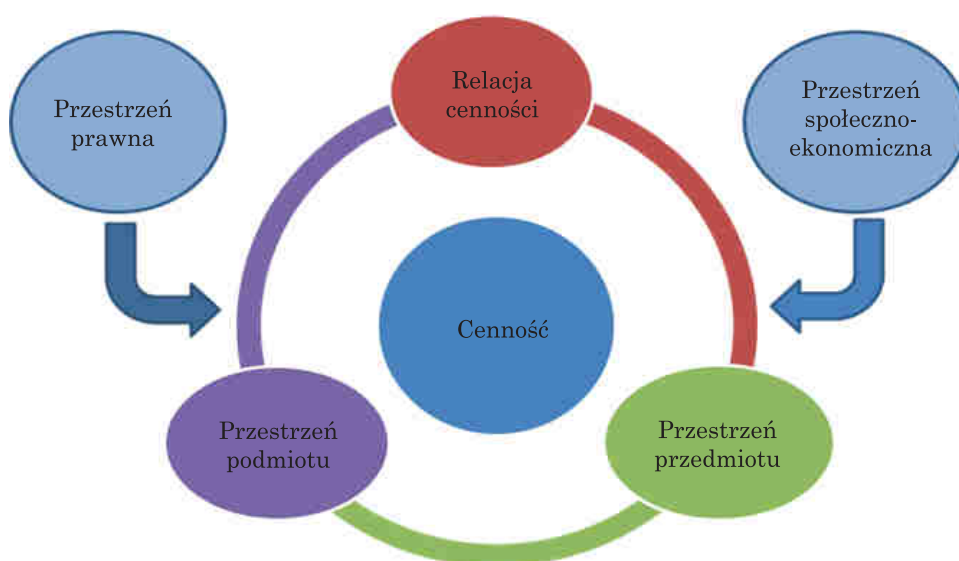 Przestrzeń
prawna
Relacja
cenności
Przestrzeń
społeczno-
ekonomiczna
Cenność
Przestrzeń
podmiotu
Przestrzeń
przedmiotu